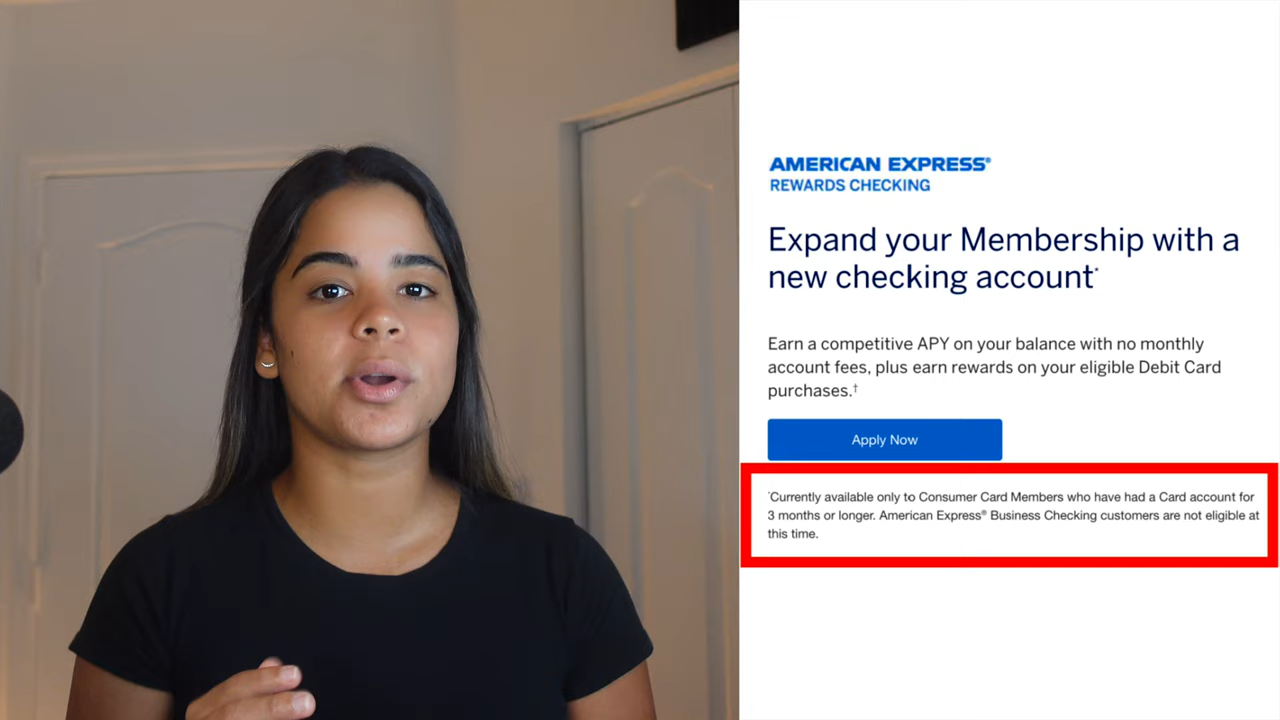 AMERICAN EXPRESS®
REWARDS CHECKING
Expand your Membership with a
new checking account*
Earn a competitive APY on your balance with no monthly
account fees, plus earn rewards on your eligible Debit Card
purchases.†
Apply Now
*Currently available only to Consumer Card Members who have had a Card account for
3 months or longer. American Express® Business Checking customers are not eligible at
this time.